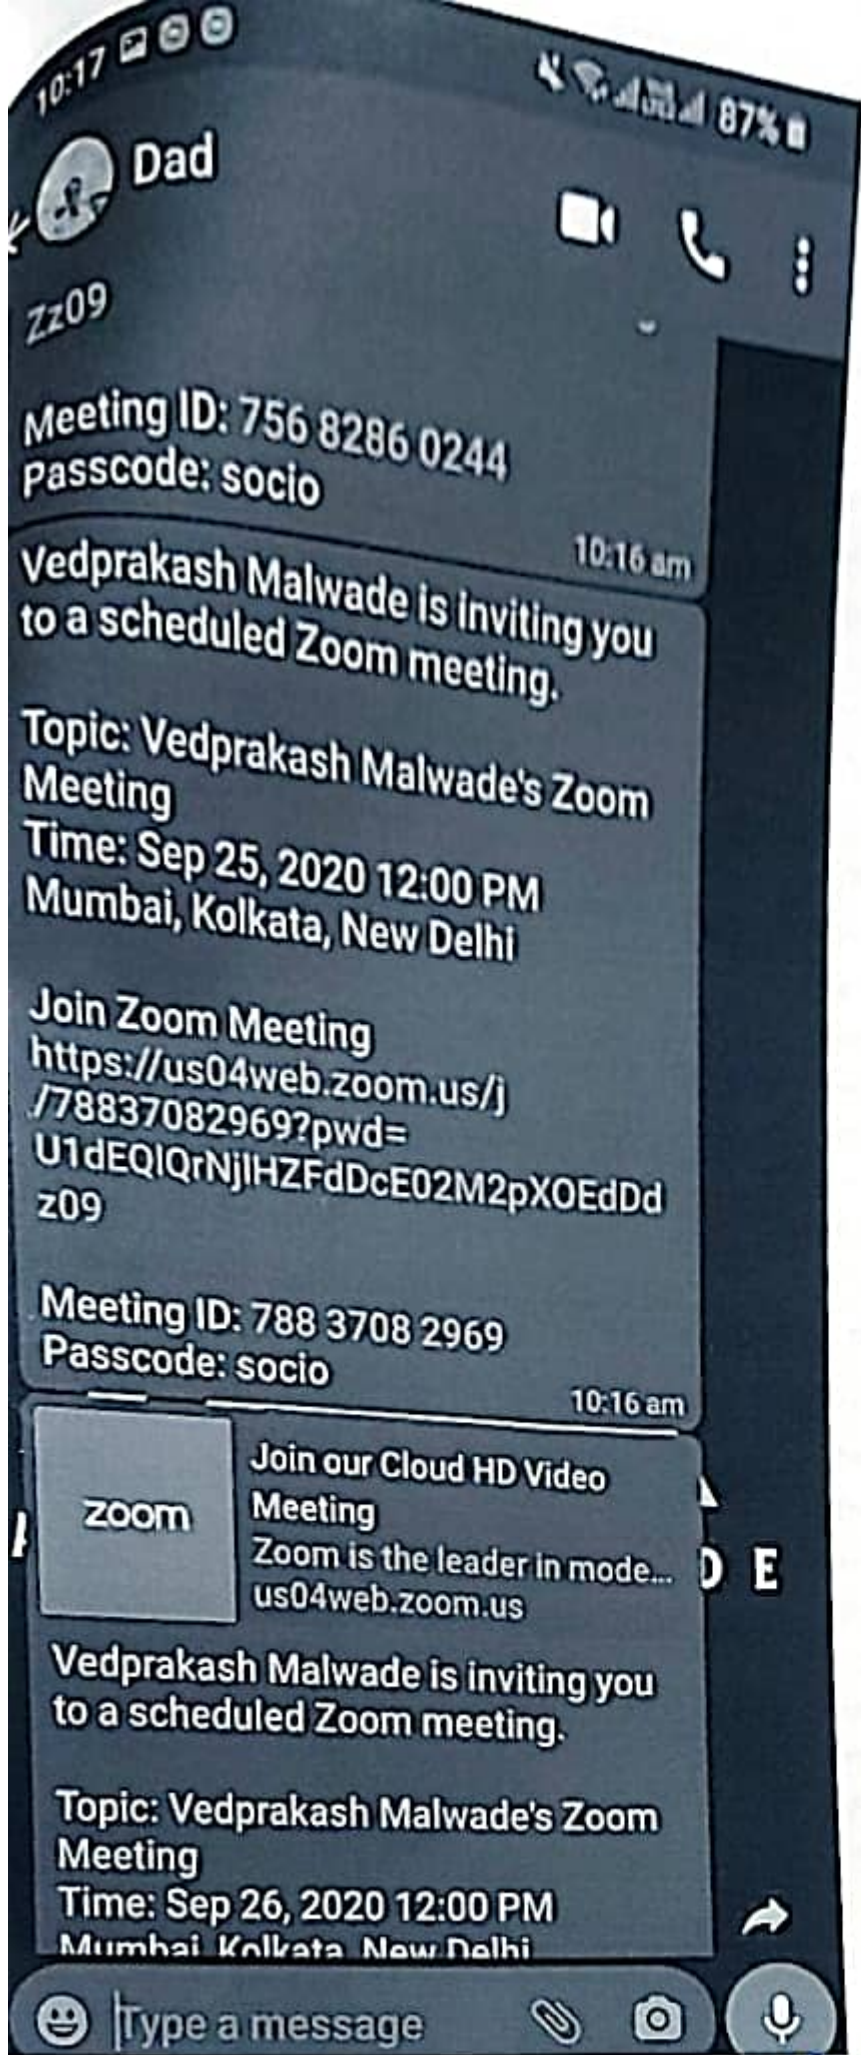 10:17
87%
Dad
Zz09
Meeting ID: 756 8286 0244
Passcode: socio
10:16 am
Vedprakash Malwade is inviting you
to a scheduled Zoom meeting.
Topic: Vedprakash Malwade's Zoom
Meeting
Time: Sep 25, 2020 12:00 PM
Mumbai, Kolkata, New Delhi
Join Zoom Meeting
https://us04web.zoom.us/j
/78837082969?pwd=
U1dEQlQrNjlHZFdDcE02M2pXOEdDd
z09
Meeting ID: 788 3708 2969
Passcode: socio
10:16 am
zoom
Join our Cloud HD Video
Meeting
Zoom is the leader in mode...
us04web.zoom.us
D E
Vedprakash Malwade is inviting you
to a scheduled Zoom meeting.
Topic: Vedprakash Malwade's Zoom
Meeting
Time: Sep 26, 2020 12:00 PM
Mumbai, Kolkata, New Delhi
Type a message